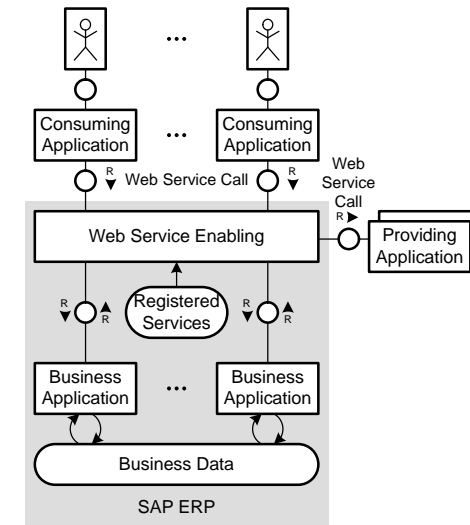 ...
Consuming
Application
...
Consuming
Application
R
Web Service Call
R
Web
Service
Call
R
Web Service Enabling
Providing
Application
Registered
Services
R
R
R
R
Business
Application
...
Business
Application
Business Data
SAP ERP